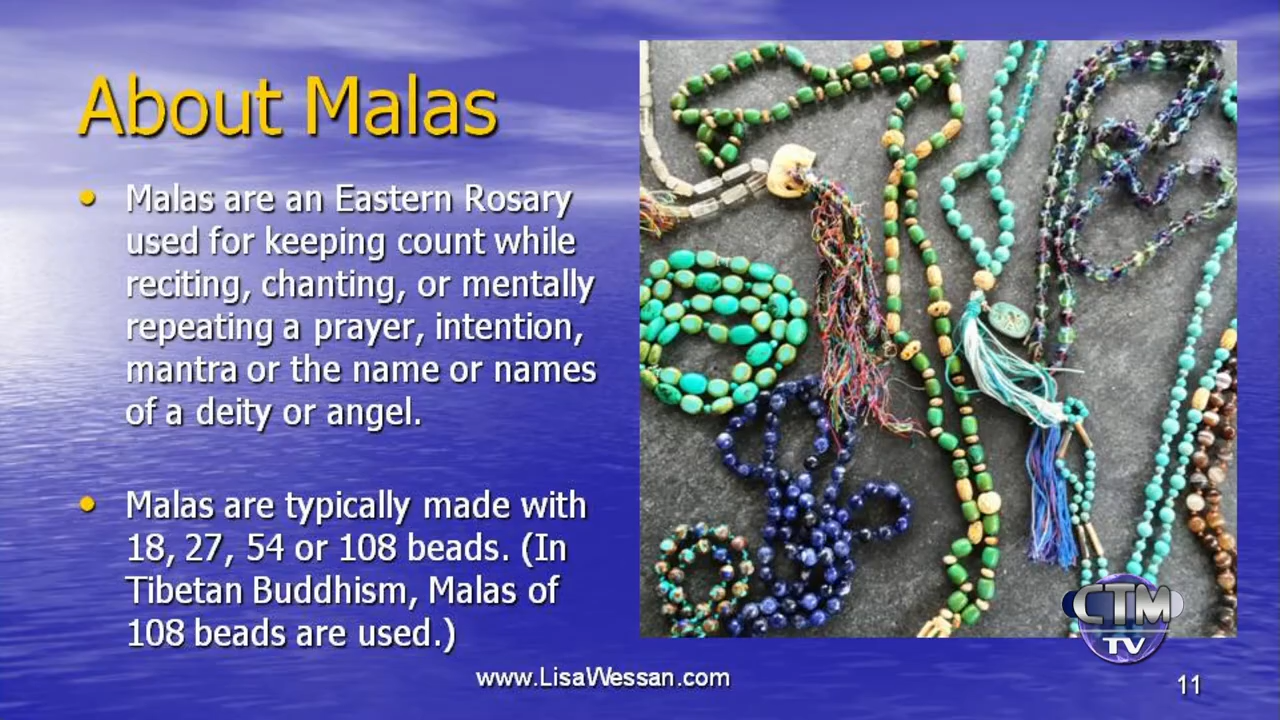 About Malas
Malas are an Eastern Rosary
used for keeping count while
reciting, chanting, or mentally
repeating a prayer, intention,
mantra or the name or names
of a deity or angel.
Malas are typically made with
18, 27, 54 or 108 beads. (In
Tibetan Buddhism, Malas of
108 beads are used.)
CTM
TV
www.LisaWessan.com
11